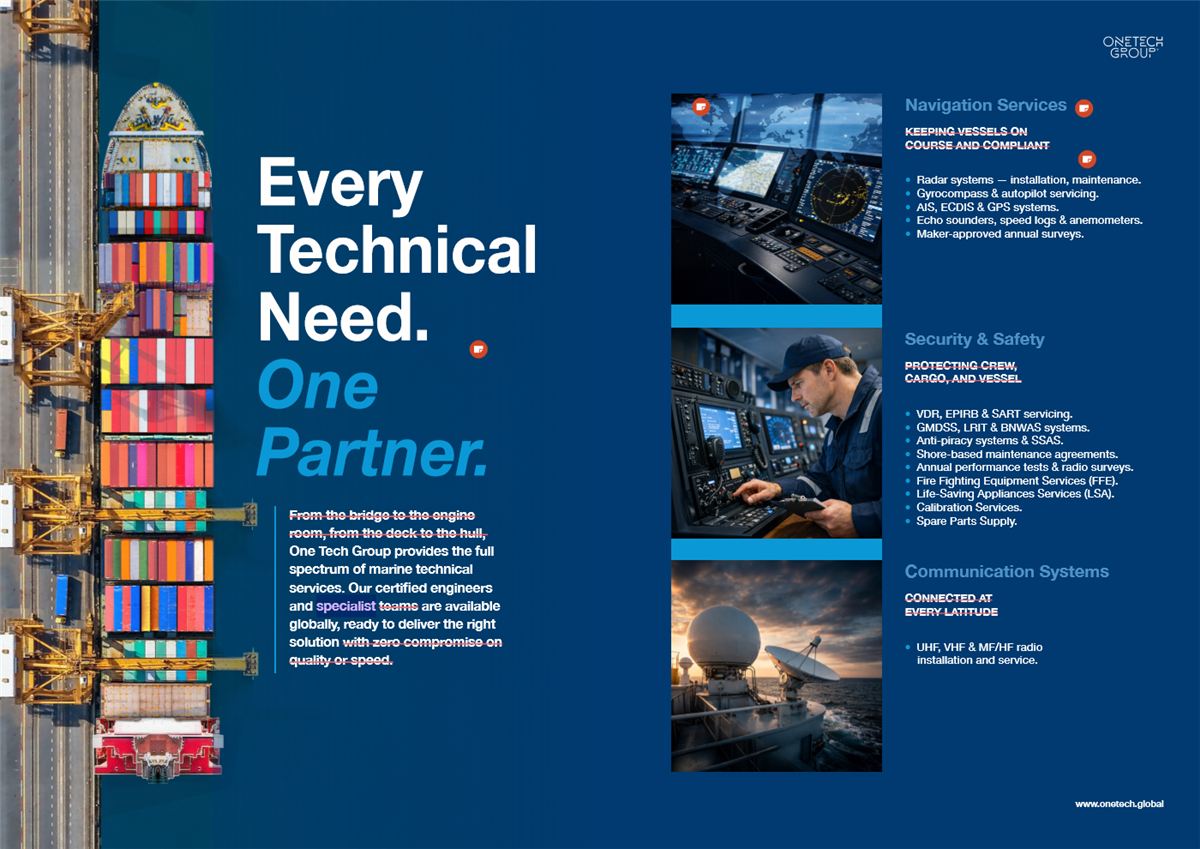 ONETECH
GROUP
Every
Technical
Need.
One
Partner.
From the bridge to the engine
room, from the deck to the hull,
One Tech Group provides the full
spectrum of marine technical
services. Our certified engineers
and specialist teams are available
globally, ready to deliver the right
solution with zero compromise on
quality or speed.
Navigation Services
KEEPING VESSELS ON
COURSE AND COMPLIANT
• Radar systems — installation, maintenance.
• Gyrocompass & autopilot servicing.
• AIS, ECDIS & GPS systems.
• Echo sounders, speed logs & anemometers.
• Maker-approved annual surveys.
Security & Safety
PROTECTING CREW,
CARGO, AND VESSEL
• VDR, EPIRB & SART servicing.
• GMDSS, LRIT & BNWAS systems.
• Anti-piracy systems & SSAS.
• Shore-based maintenance agreements.
• Annual performance tests & radio surveys.
• Fire Fighting Equipment Services (FFE).
• Life-Saving Appliances Services (LSA).
• Calibration Services.
• Spare Parts Supply.
Communication Systems
CONNECTED AT
EVERY LATITUDE
• UHF, VHF & MF/HF radio
installation and service.
www.onetech.global